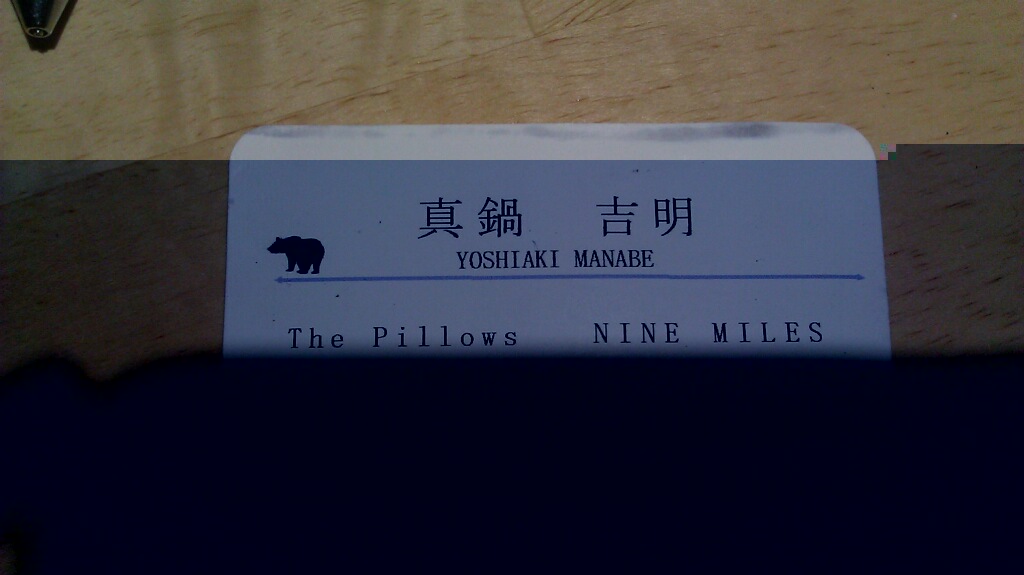 真鍋 吉明
YOSHIAKI MANABE
The Pillows NINE MILES